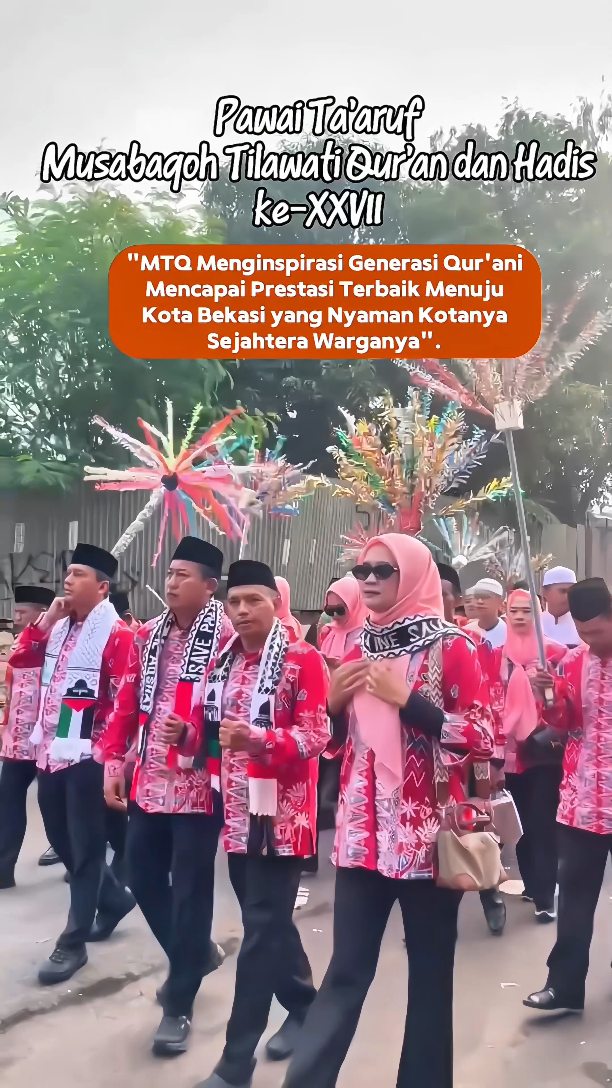 Pawai Ta'aruf
Musabaqoh Tilawati Qur'an dan Hadis
ke-XXVII
"MTQ Menginspirasi Generasi Qur'ani
Mencapai Prestasi Terbaik Menuju
Kota Bekasi yang Nyaman Kotanya
Sejahtera Warganya".
SAVE